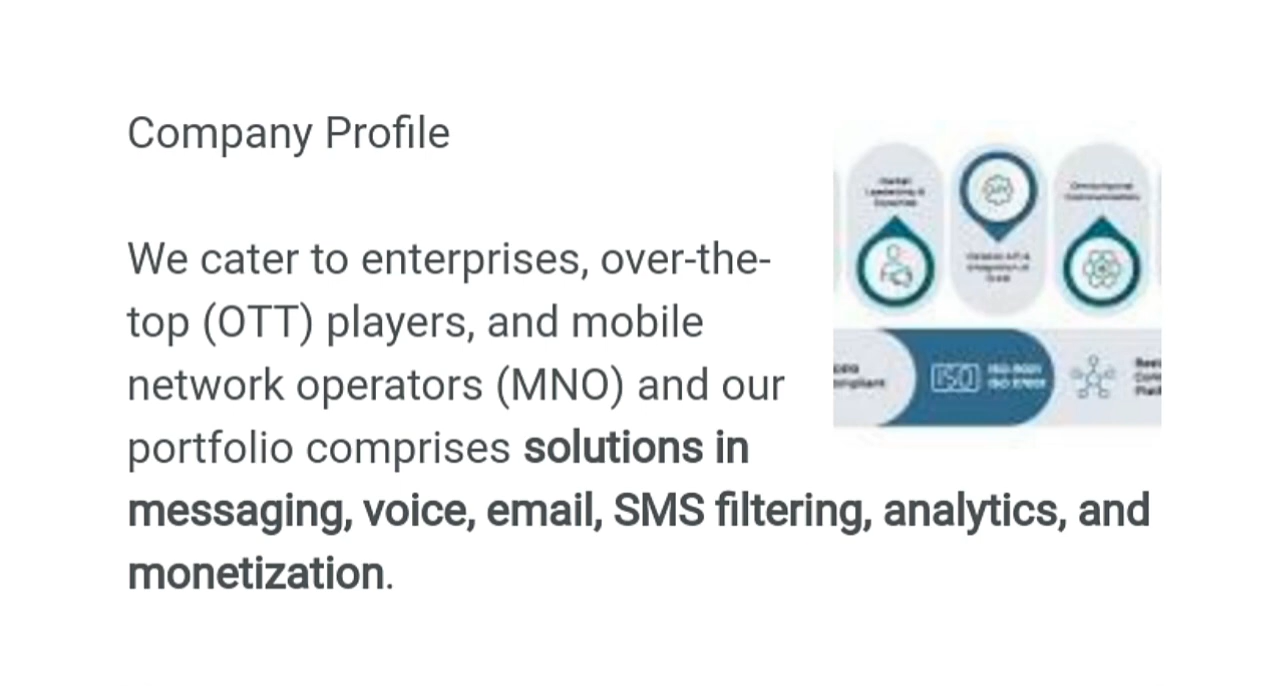 Company Profile
We cater to enterprises, over-the-
top (OTT) players, and mobile
network operators (MNO) and our
portfolio comprises solutions in
messaging, voice, email, SMS filtering, analytics, and
monetization.
ISO